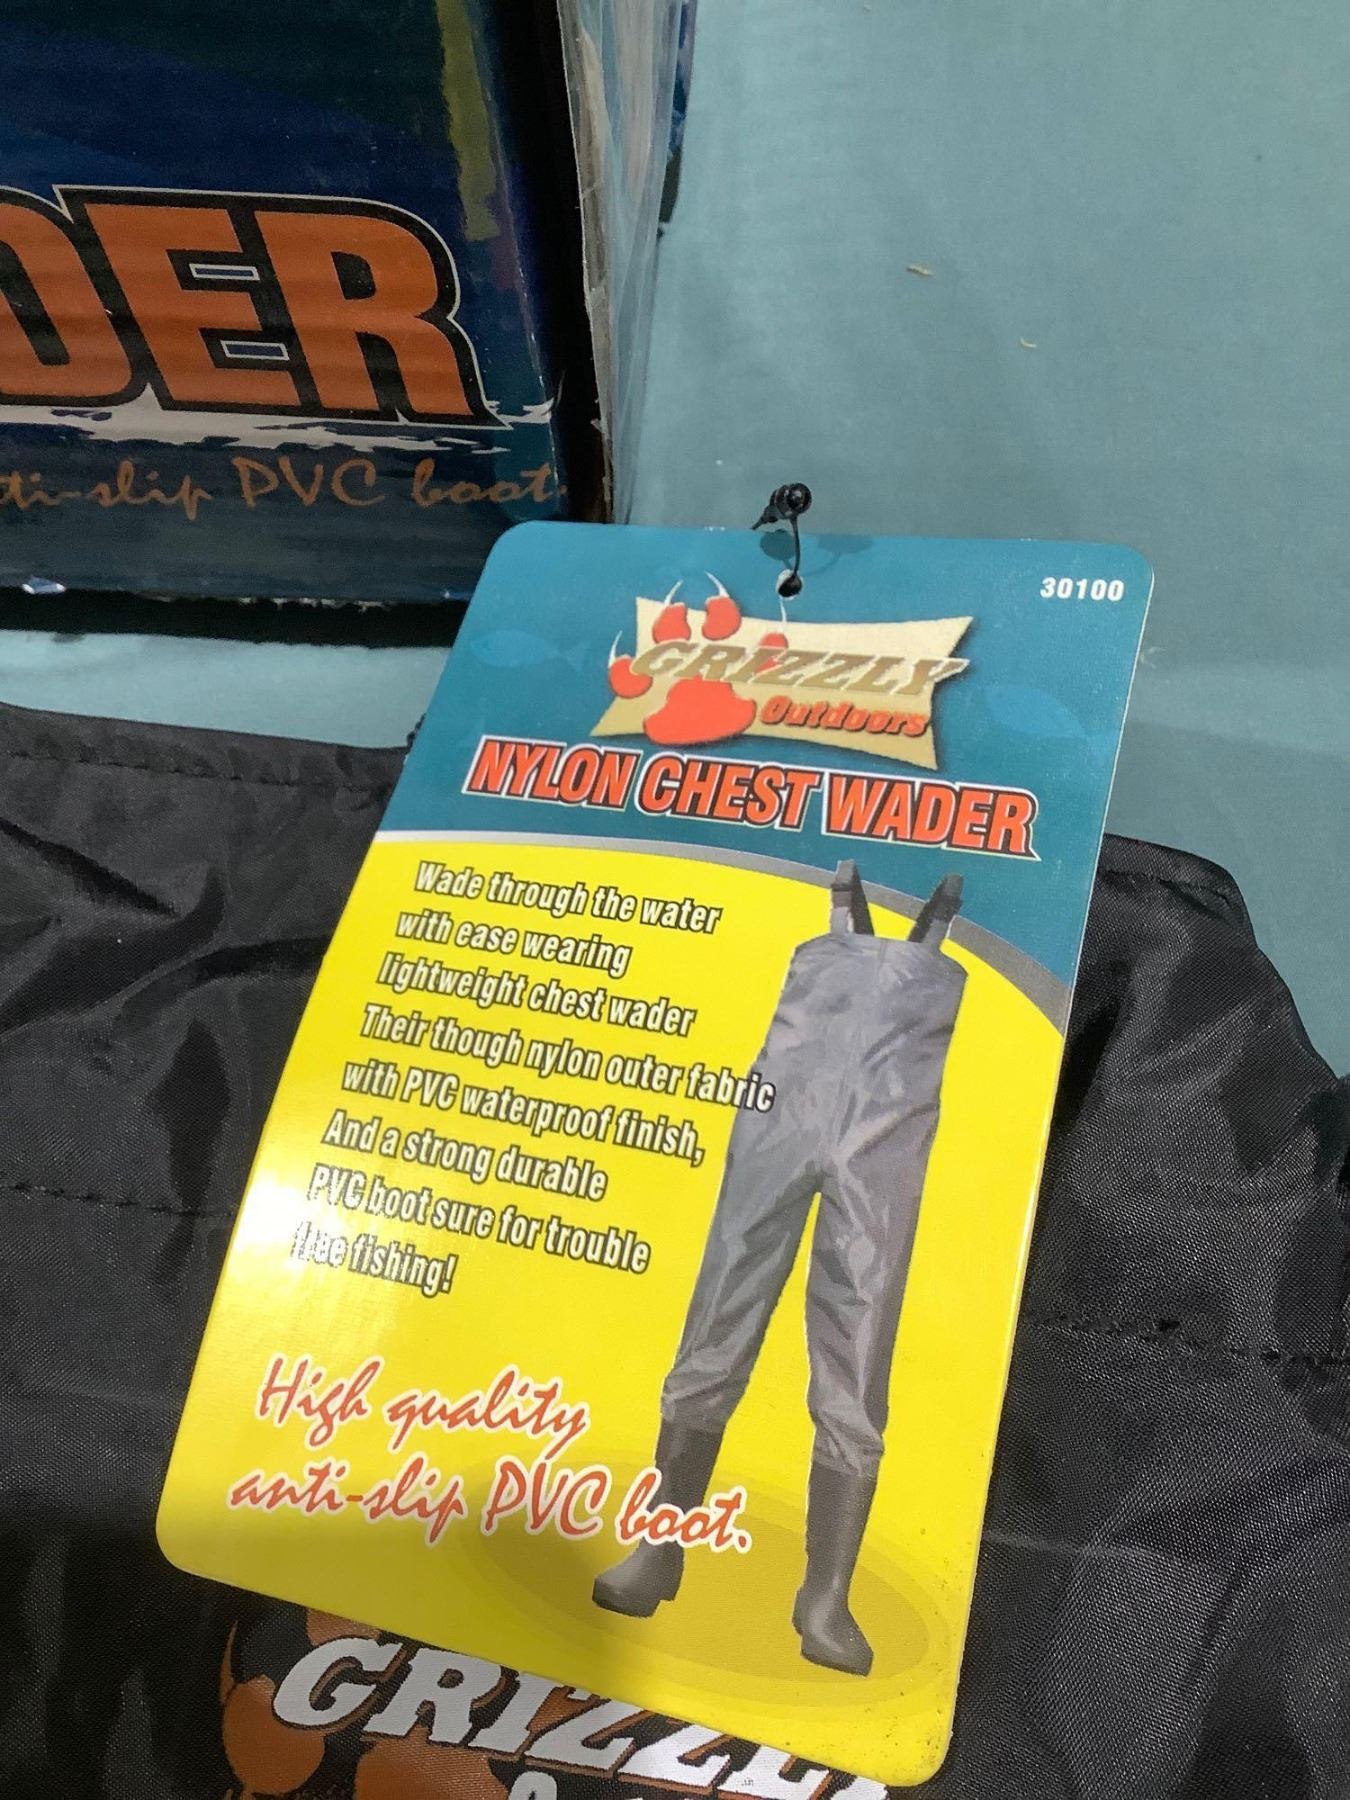 DER
anti-slip PVC boot.
30100
GRIZZLY
Outdoors
NYLON CHEST WADER
Wade through the water
with ease wearing
lightweight chest wader
Their though nylon outer fabric
with PVC waterproof finish,
And a strong durable
PVC boot sure for trouble
free fishing!
High quality
anti-slip PVC boot.
GRIZZLY